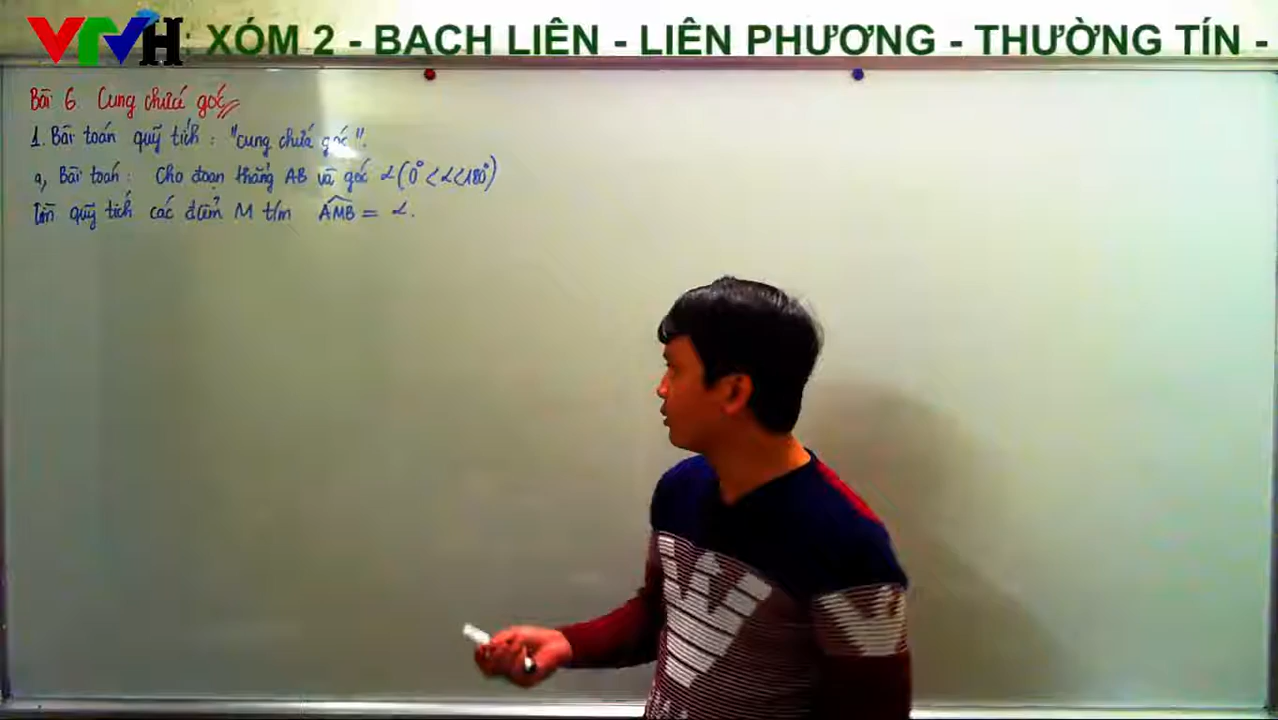 VTVH : XÓM 2 - BẠCH LIÊN - LIÊN PHƯƠNG - THƯỜNG TÍN -
Bài 6. Cung chứa góc
1. Bài toán quỹ tích : "cung chứa góc".
a, Bài toán : Cho đoạn thẳng AB và góc α (0° < α < 180°)
Tìm quỹ tích các điểm M t/m AMB = α.